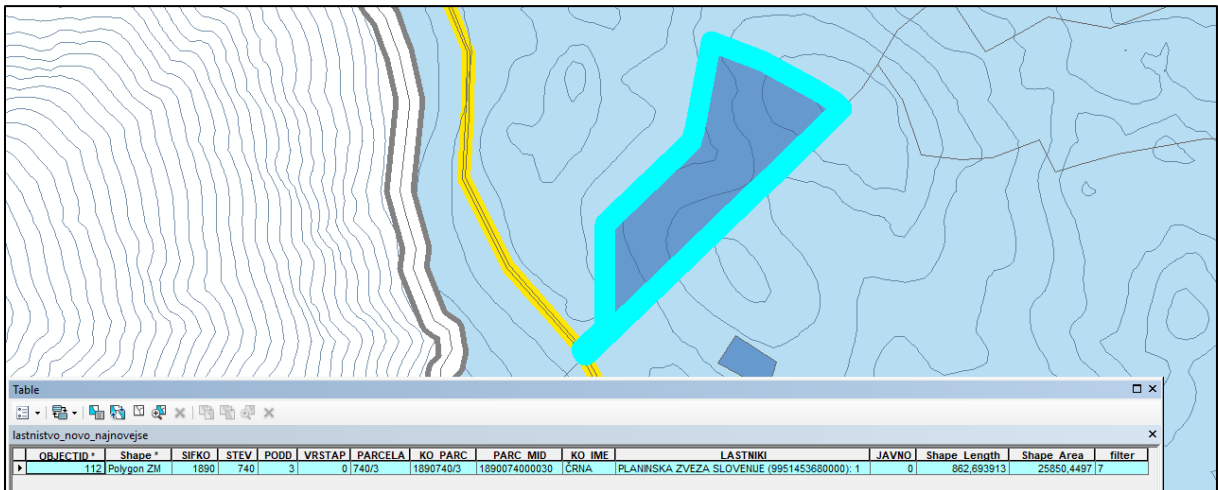 Table
lastnistvo_novo_najnovejse
OBJECTID * Shape * SIFKO STEV PODD VRSTAP PARCELA KO_PARC PARC_MID KO_IME LASTNIKI JAVNO Shape_Length Shape_Area filter
112 Polygon ZM 1890 740 3 0 740/3 1890740/3 1890074000030 ČRNA PLANINSKA ZVEZA SLOVENIJE (9951453680000): 1 0 862,693913 25850,4497 7